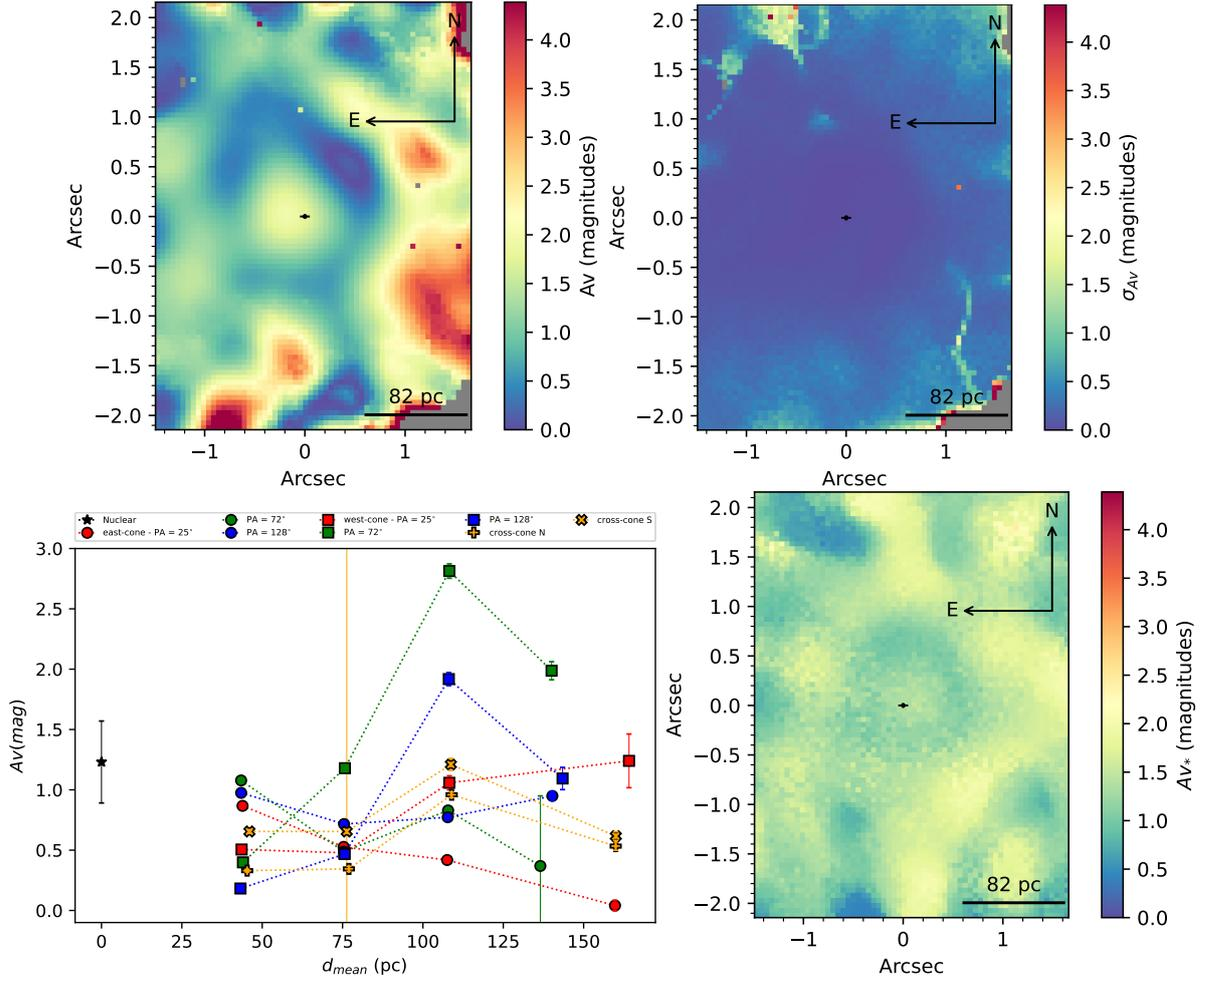 2.0
1.5
1.0
0.5
0.0
−0.5
−1.0
−1.5
−2.0
Arcsec
N
E
82 pc
−1
0
1
Arcsec
4.0
3.5
3.0
2.5
2.0
1.5
1.0
0.5
0.0
Av (magnitudes)
2.0
1.5
1.0
0.5
0.0
−0.5
−1.0
−1.5
−2.0
Arcsec
N
E
82 pc
−1
0
1
Arcsec
4.0
3.5
3.0
2.5
2.0
1.5
1.0
0.5
0.0
σAv (magnitudes)
Nuclear
PA = 72°
west-cone - PA = 25°
PA = 128°
cross-cone S
east-cone - PA = 25°
PA = 128°
PA = 72°
cross-cone N
3.0
2.5
2.0
1.5
1.0
0.5
0.0
Av(mag)
0
25
50
75
100
125
150
dmean (pc)
2.0
1.5
1.0
0.5
0.0
−0.5
−1.0
−1.5
−2.0
Arcsec
N
E
82 pc
−1
0
1
Arcsec
4.0
3.5
3.0
2.5
2.0
1.5
1.0
0.5
0.0
Av* (magnitudes)